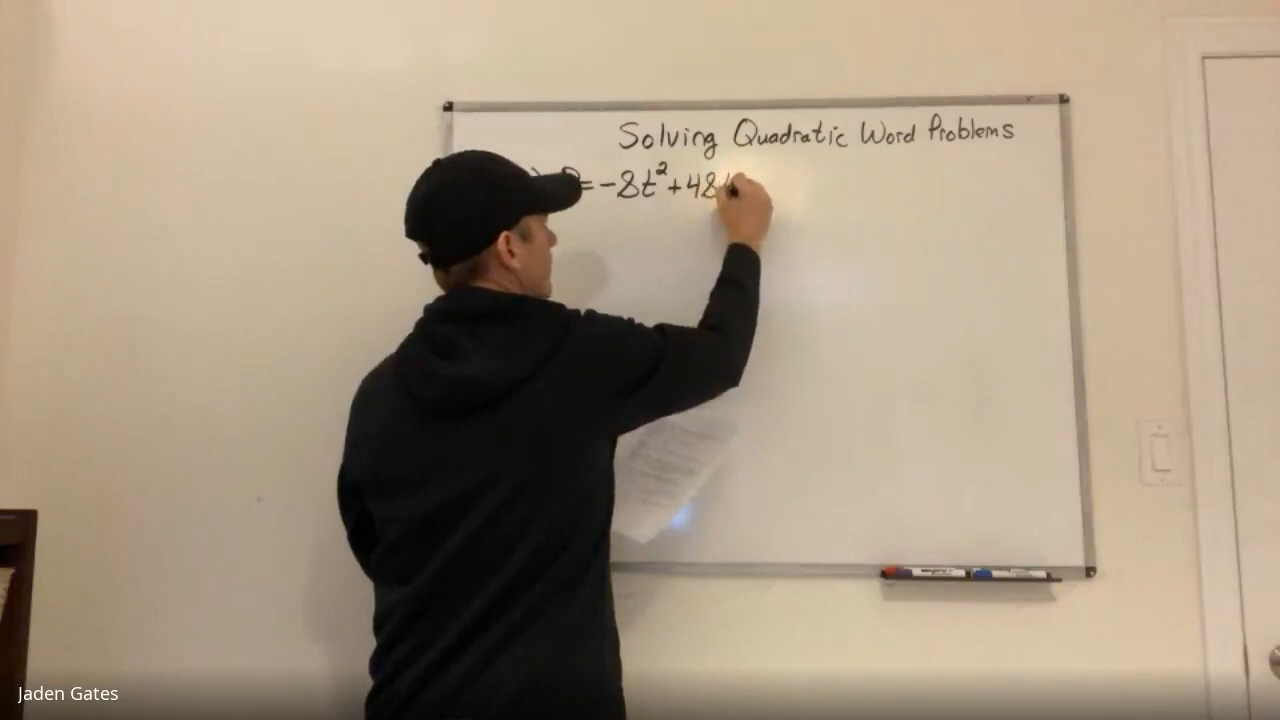 Solving Quadratic Word Problems
= -8t²+48
Jaden Gates